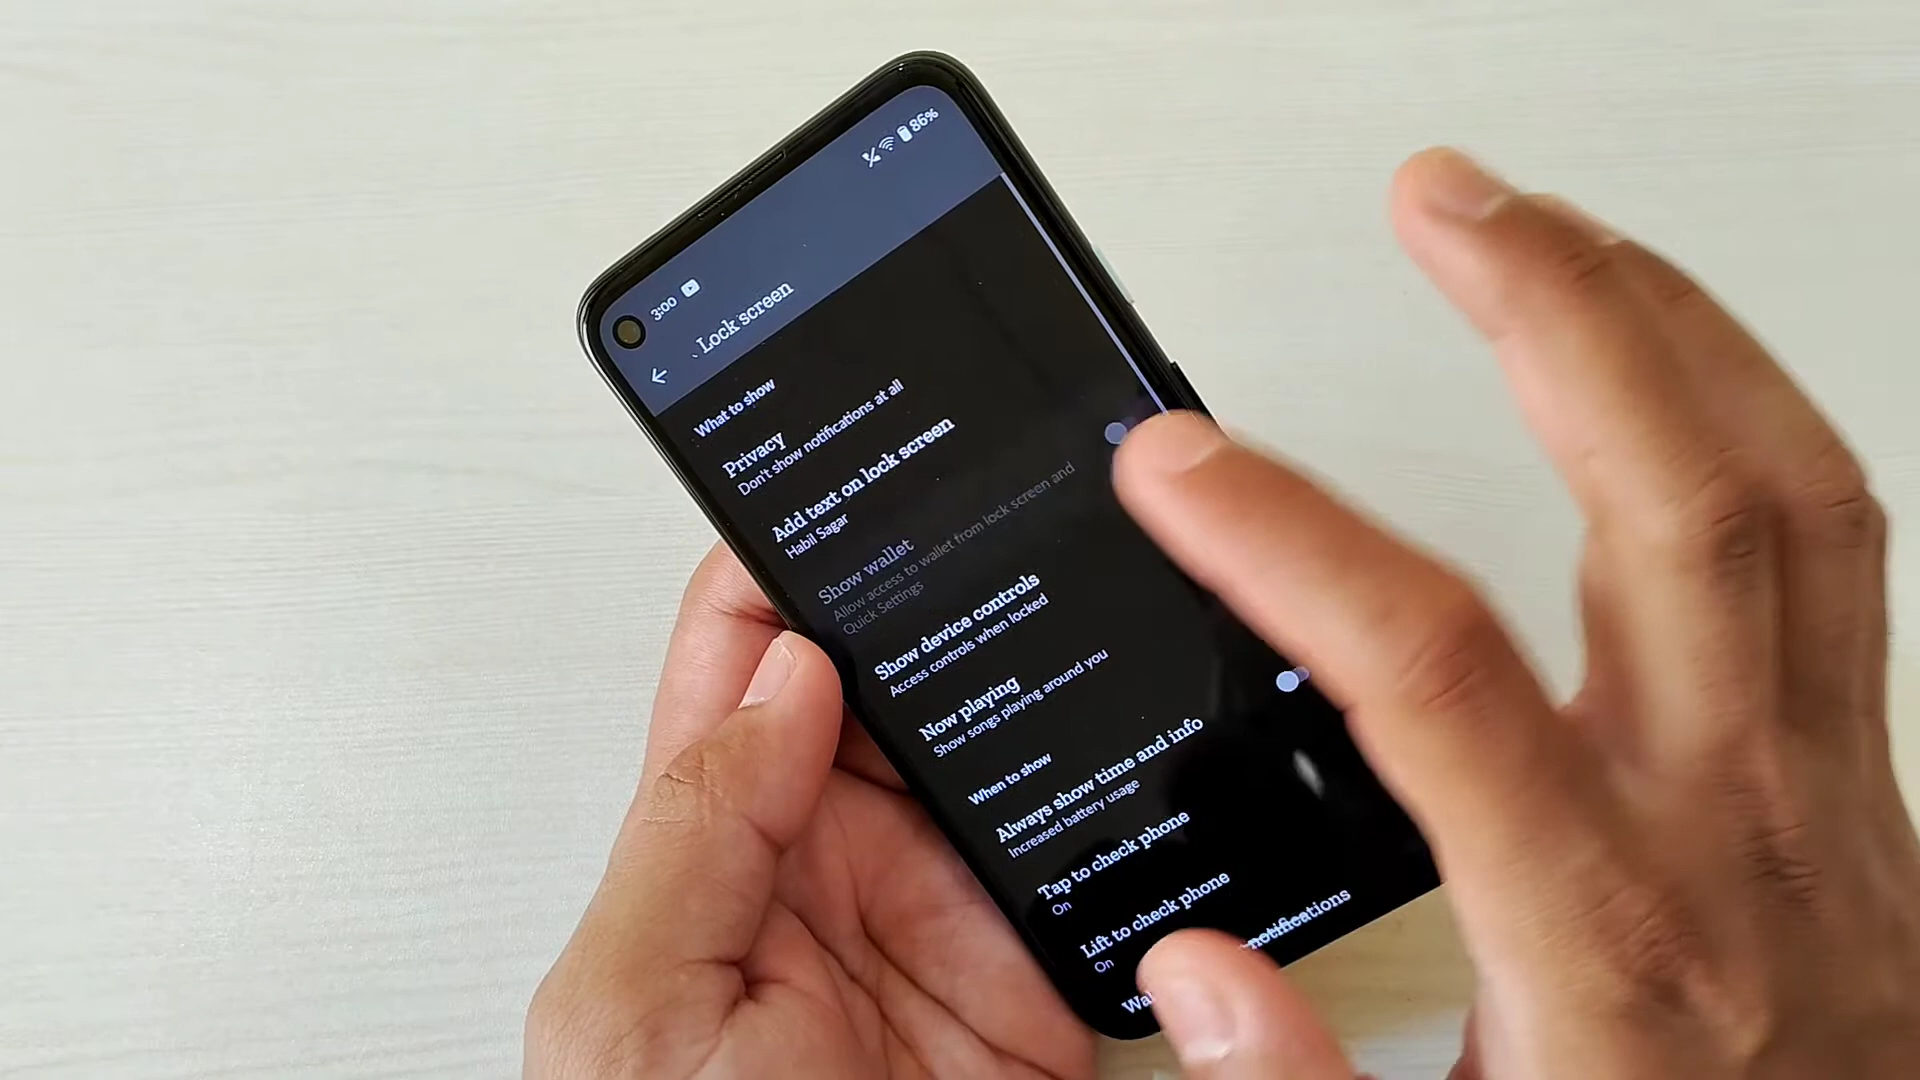 3:00
86%
Lock screen
What to show
Privacy
Don't show notifications at all
Add text on lock screen
Habil Sagar
Show wallet
Allow access to wallet from lock screen and
Quick Settings
Show device controls
Access controls when locked
Now playing
Show songs playing around you
When to show
Always show time and info
Increased battery usage
Tap to check phone
On
Lift to check phone
On
notifications